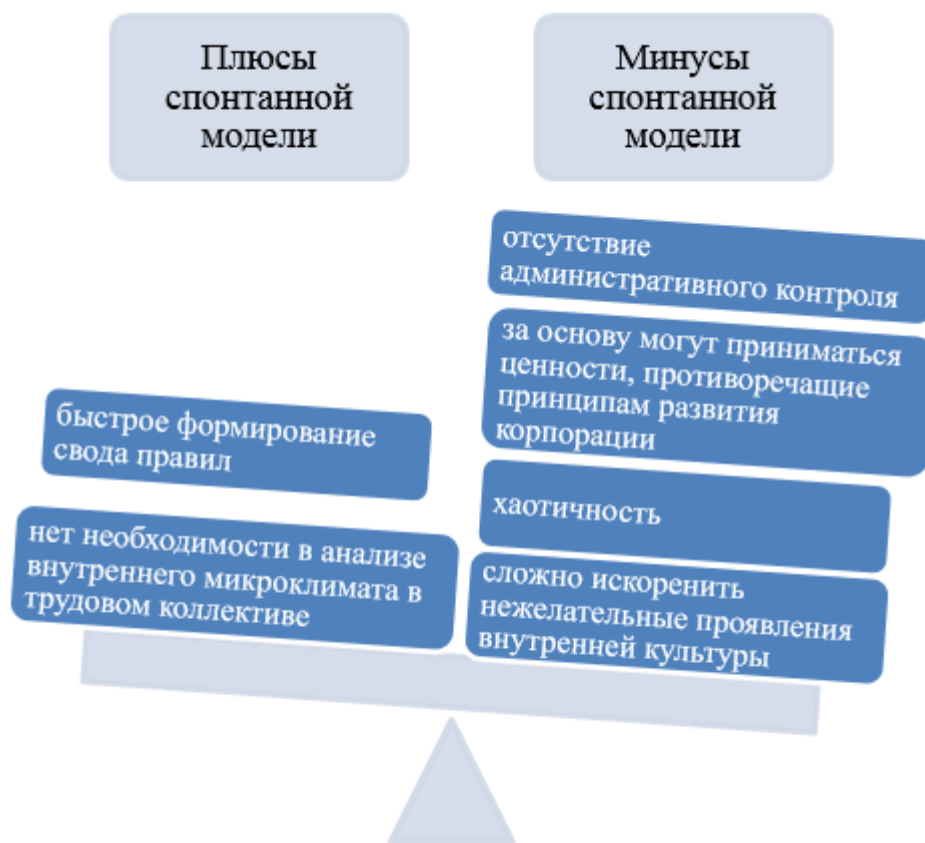 Плюсы
спонтанной
модели
быстрое формирование
свода правил
нет необходимости в анализе
внутреннего микроклимата в
трудовом коллективе
Минусы
спонтанной
модели
отсутствие
административного контроля
за основу могут приниматься
ценности, противоречащие
принципам развития
корпорации
хаотичность
сложно искоренить
нежелательные проявления
внутренней культуры